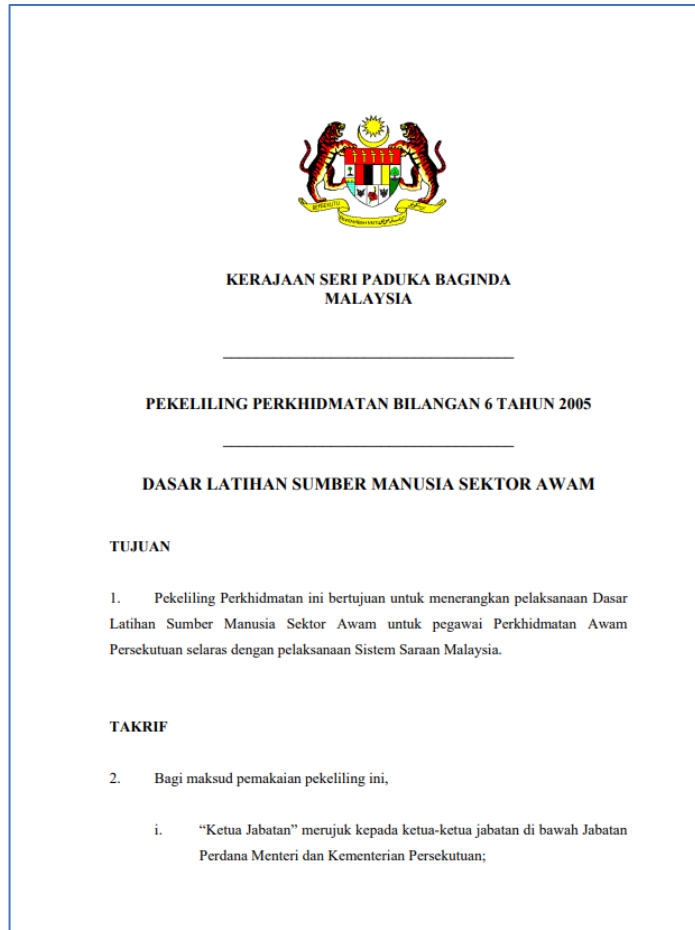 KERAJAAN SERI PADUKA BAGINDA
MALAYSIA
PEKELILING PERKHIDMATAN BILANGAN 6 TAHUN 2005
DASAR LATIHAN SUMBER MANUSIA SEKTOR AWAM
TUJUAN
1. Pekeliling Perkhidmatan ini bertujuan untuk menerangkan pelaksanaan Dasar
Latihan Sumber Manusia Sektor Awam untuk pegawai Perkhidmatan Awam
Persekutuan selaras dengan pelaksanaan Sistem Saraan Malaysia.
TAKRIF
2. Bagi maksud pemakaian pekeliling ini,
i. “Ketua Jabatan” merujuk kepada ketua-ketua jabatan di bawah Jabatan
Perdana Menteri dan Kementerian Persekutuan;